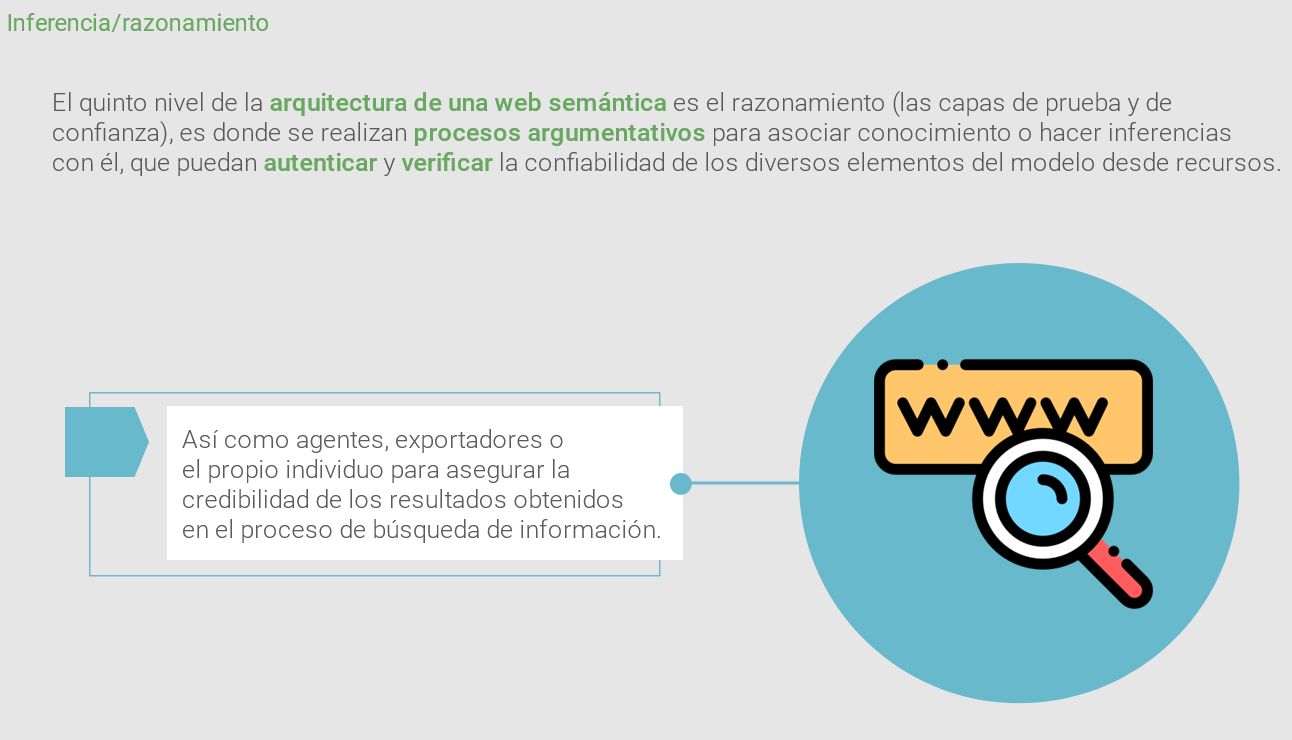 Inferencia/razonamiento
El quinto nivel de la arquitectura de una web semántica es el razonamiento (las capas de prueba y de
confianza), es donde se realizan procesos argumentativos para asociar conocimiento o hacer inferencias
con él, que puedan autenticar y verificar la confiabilidad de los diversos elementos del modelo desde recursos.
Así como agentes, exportadores o
el propio individuo para asegurar la
credibilidad de los resultados obtenidos
en el proceso de búsqueda de información.
WWW